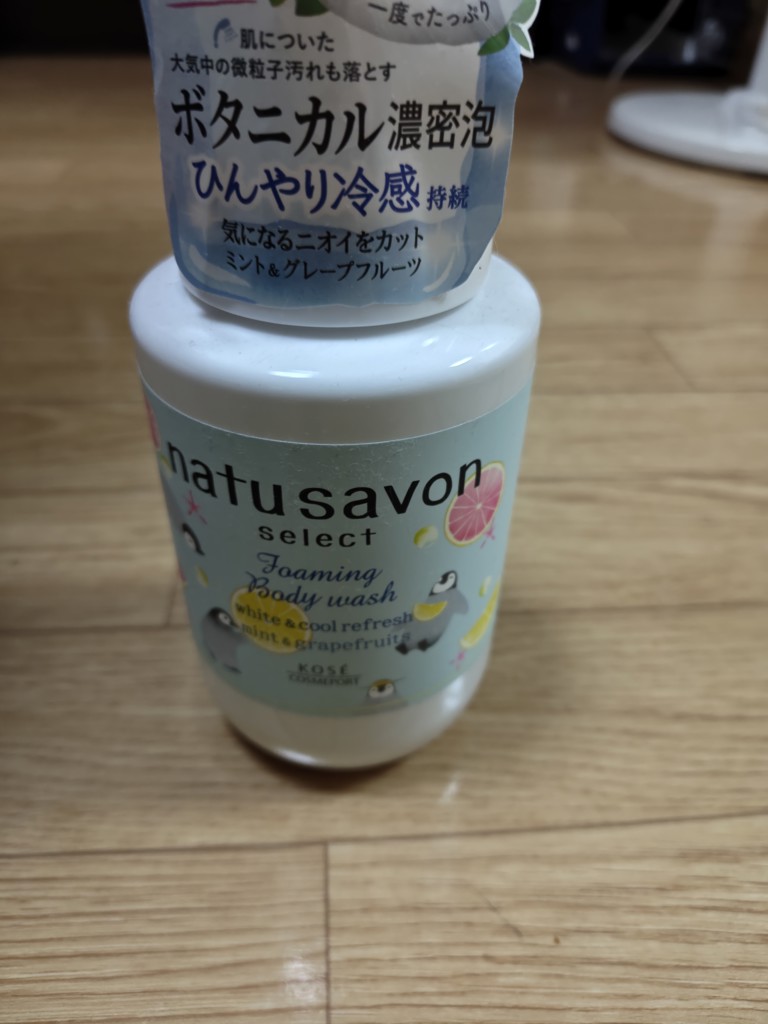 一度でたっぷり
肌についた
大気中の微粒子汚れも落とす
ボタニカル濃密泡
ひんやり冷感 持続
気になるニオイをカット
ミント&グレープフルーツ
natu savon
select
Foaming
Body wash
white & cool refresh
mint & grapefruits
KOSÉ
COSMEPORT